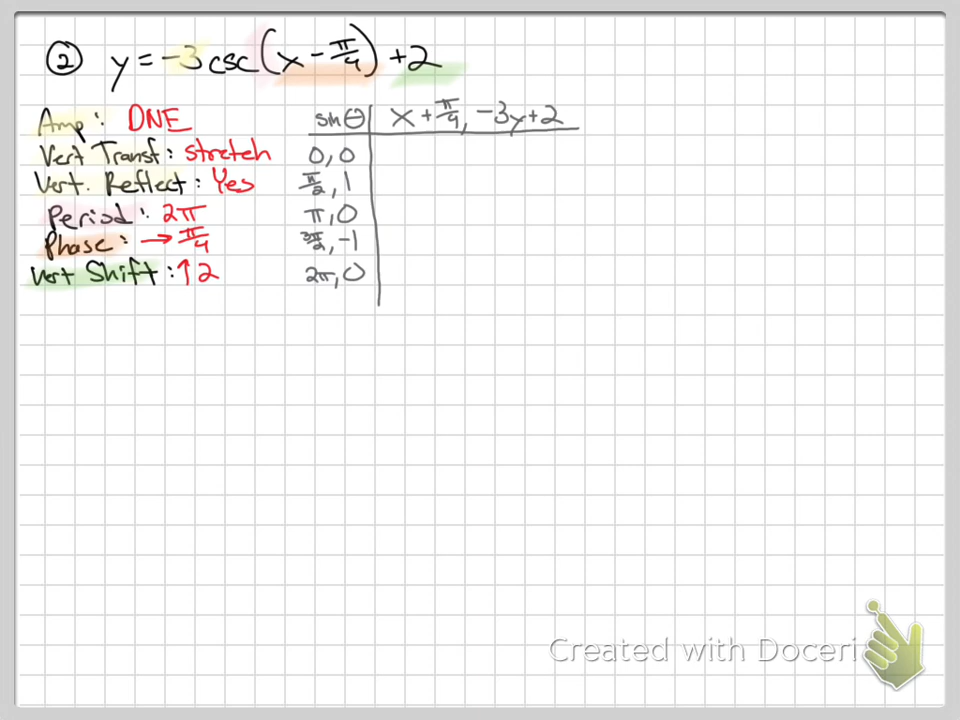 ② y = -3 csc(x - π/4) + 2
Amp: DNE
Vert Transf: stretch
Vert. Reflect: Yes
Period: 2π
Phase: → π/4
Vert Shift: ↑2
sin θ | x + π/4, -3y+2
0, 0
π/2, 1
π, 0
3π/2, -1
2π, 0
Created with Doceri